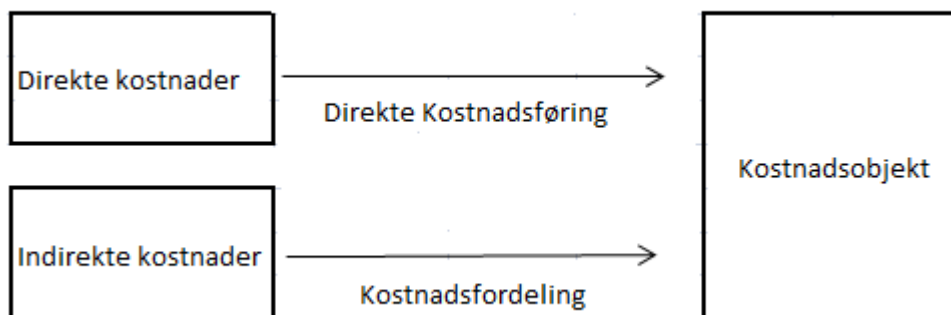 Direkte kostnader
Direkte Kostnadsføring
Kostnadsobjekt
Indirekte kostnader
Kostnadsfordeling